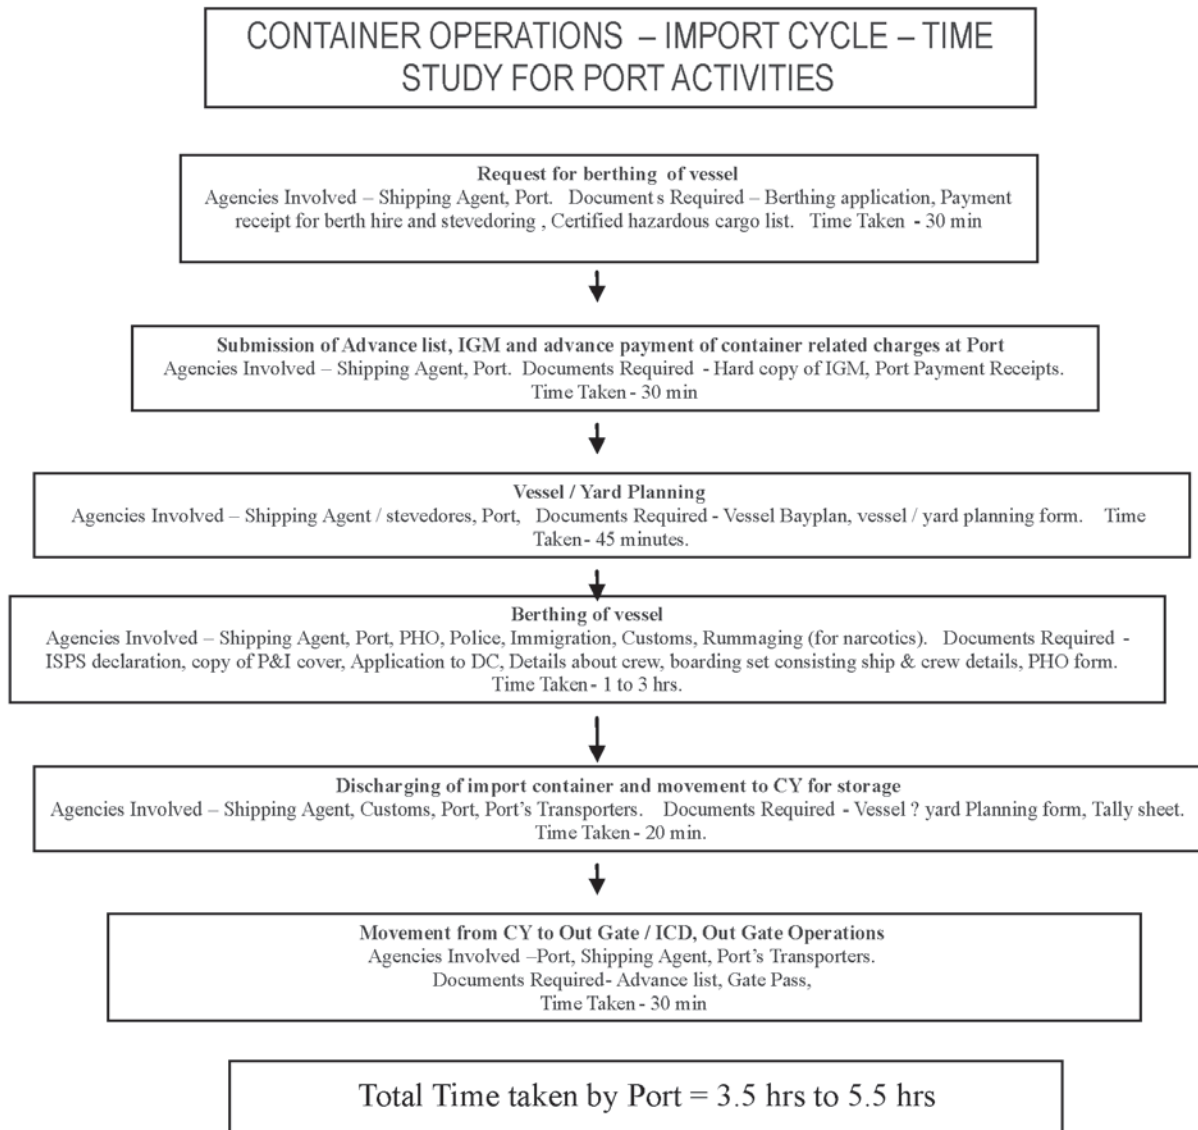 CONTAINER OPERATIONS – IMPORT CYCLE – TIME
STUDY FOR PORT ACTIVITIES
Request for berthing of vessel
Agencies Involved – Shipping Agent, Port. Documents Required – Berthing application, Payment
receipt for berth hire and stevedoring , Certified hazardous cargo list. Time Taken - 30 min
Submission of Advance list, IGM and advance payment of container related charges at Port
Agencies Involved – Shipping Agent, Port. Documents Required - Hard copy of IGM, Port Payment Receipts.
Time Taken - 30 min
Vessel / Yard Planning
Agencies Involved – Shipping Agent / stevedores, Port, Documents Required - Vessel Bayplan, vessel / yard planning form. Time
Taken - 45 minutes.
Berthing of vessel
Agencies Involved – Shipping Agent, Port, PHO, Police, Immigration, Customs, Rummaging (for narcotics). Documents Required -
ISPS declaration, copy of P&I cover, Application to DC, Details about crew, boarding set consisting ship & crew details, PHO form.
Time Taken - 1 to 3 hrs.
Discharging of import container and movement to CY for storage
Agencies Involved – Shipping Agent, Customs, Port, Port's Transporters. Documents Required - Vessel ? yard Planning form, Tally sheet.
Time Taken - 20 min.
Movement from CY to Out Gate / ICD, Out Gate Operations
Agencies Involved –Port, Shipping Agent, Port's Transporters.
Documents Required- Advance list, Gate Pass,
Time Taken - 30 min
Total Time taken by Port = 3.5 hrs to 5.5 hrs